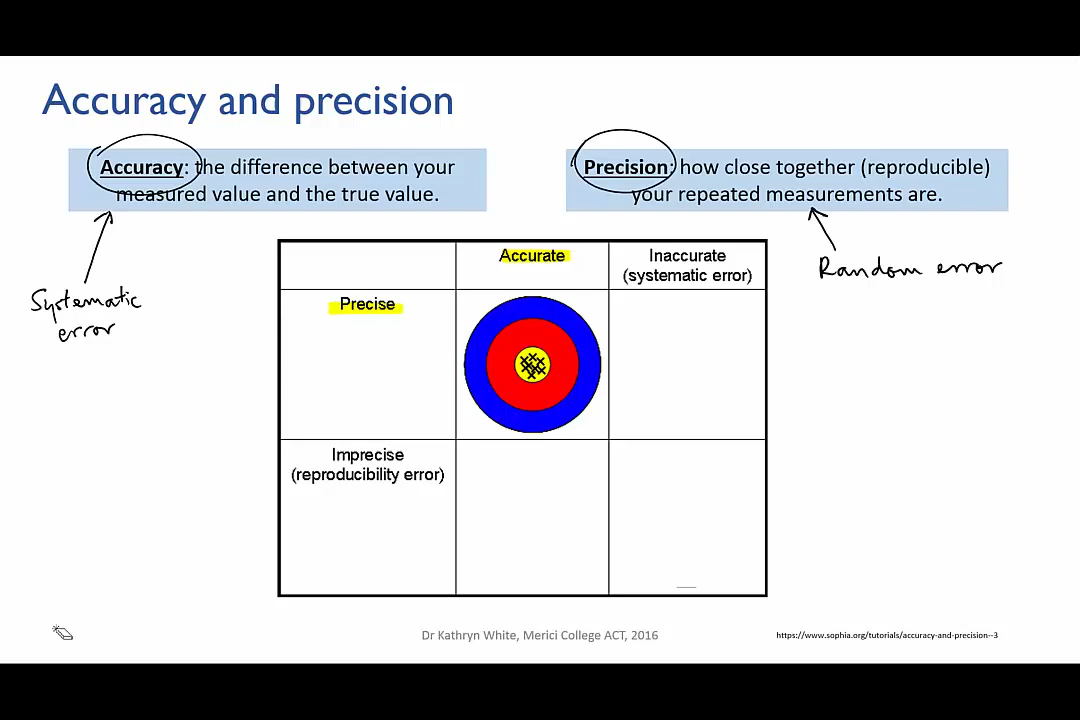 Accuracy and precision
Accuracy: the difference between your
measured value and the true value.
Precision: how close together (reproducible)
your repeated measurements are.
Systematic
error
Random error
Accurate
Inaccurate
(systematic error)
Precise
Imprecise
(reproducibility error)
Dr Kathryn White, Merici College ACT, 2016
https://www.sophia.org/tutorials/accuracy-and-precision--3